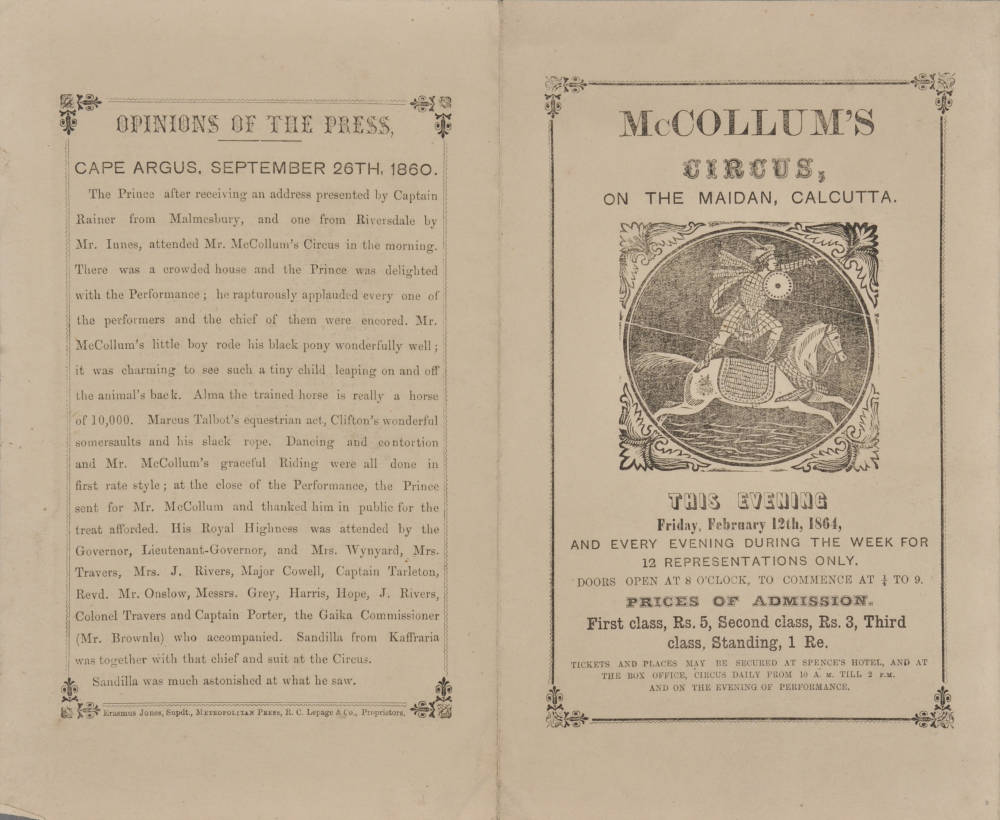 OPINIONS OF THE PRESS,
CAPE ARGUS, SEPTEMBER 26TH, 1860.
The Prince after receiving an address presented by Captain
Rainer from Malmesbury, and one from Riversdale by
Mr. Innes, attended Mr. McCollum's Circus in the morning.
There was a crowded house and the Prince was delighted
with the Performance; he rapturously applauded every one of
the performers and the chief of them were encored. Mr.
McCollum's little boy rode his black pony wonderfully well;
it was charming to see such a tiny child leaping on and off
the animal's back. Alma the trained horse is really a horse
of 10,000. Marcus Talbot's equestrian act, Clifton's wonderful
somersaults and his slack rope. Dancing and contortion
and Mr. McCollum's graceful Riding were all done in
first rate style; at the close of the Performance, the Prince
sent for Mr. McCollum and thanked him in public for the
treat afforded. His Royal Highness was attended by the
Governor, Lieutenant-Governor, and Mrs. Wynyard, Mrs.
Travers, Mrs. J. Rivers, Major Cowell, Captain Tarleton,
Revd. Mr. Onslow, Messrs. Grey, Harris, Hope, J. Rivers,
Colonel Travers and Captain Porter, the Gaika Commissioner
(Mr. Brownlu) who accompanied. Sandilla from Kaffraria
was together with that chief and suit at the Circus.
Sandilla was much astonished at what he saw.
Erasmus Jones, Supdt., METROPOLITAN PRESS, R. C. Lepage & Co., Proprietors.
McCOLLUM'S
CIRCUS,
ON THE MAIDAN, CALCUTTA.
THIS EVENING
Friday, February 12th, 1864,
AND EVERY EVENING DURING THE WEEK FOR
12 REPRESENTATIONS ONLY.
DOORS OPEN AT 8 O'CLOCK, TO COMMENCE AT ¼ TO 9.
PRICES OF ADMISSION.
First class, Rs. 5, Second class, Rs. 3, Third
class, Standing, 1 Re.
TICKETS AND PLACES MAY BE SECURED AT SPENCE'S HOTEL, AND AT
THE BOX OFFICE, CIRCUS DAILY FROM 10 A. M. TILL 2 P.M.
AND ON THE EVENING OF PERFORMANCE.